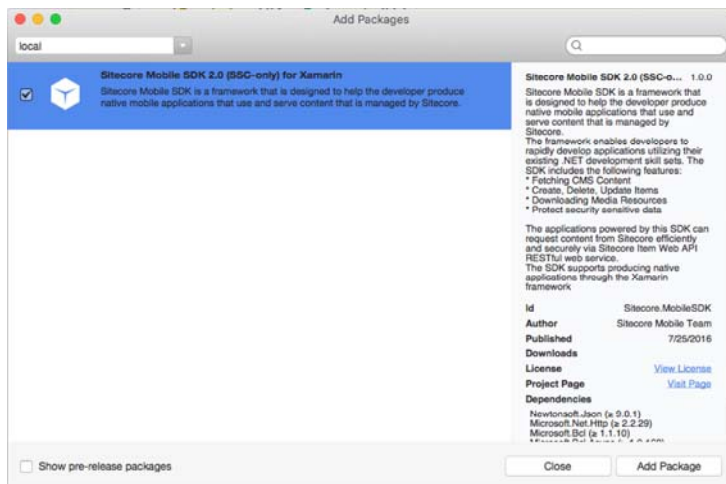 Add Packages
local
Sitecore Mobile SDK 2.0 (SSC-only) for Xamarin
Sitecore Mobile SDK is a framework that is designed to help the developer produce
native mobile applications that use and serve content that is managed by Sitecore.
Sitecore Mobile SDK 2.0 (SSC-o... 1.0.0
Sitecore Mobile SDK is a framework that
is designed to help the developer produce
native mobile applications that use and
serve content that is managed by
Sitecore.
The framework enables developers to
rapidly develop applications utilizing their
existing .NET development skill sets. The
SDK includes the following features:
* Fetching CMS Content
* Create, Delete, Update Items
* Downloading Media Resources
* Protect security sensitive data
The applications powered by this SDK can
request content from Sitecore efficiently
and securely via Sitecore Item Web API
RESTful web service.
The SDK supports producing native
applications through the Xamarin
framework
Id Sitecore.MobileSDK
Author Sitecore Mobile Team
Published 7/25/2016
Downloads
License View License
Project Page Visit Page
Dependencies
Newtonsoft.Json (≥ 9.0.1)
Microsoft.Net.Http (≥ 2.2.29)
Microsoft.Bcl (≥ 1.1.10)
Show pre-release packages
Close
Add Package